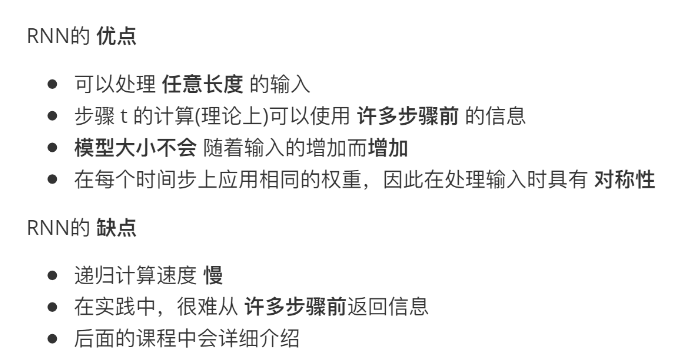 RNN的 优点
● 可以处理 任意长度 的输入
● 步骤 t 的计算(理论上)可以使用 许多步骤前 的信息
● 模型大小不会 随着输入的增加而增加
● 在每个时间步上应用相同的权重，因此在处理输入时具有 对称性
RNN的 缺点
● 递归计算速度 慢
● 在实践中，很难从 许多步骤前返回信息
● 后面的课程中会详细介绍